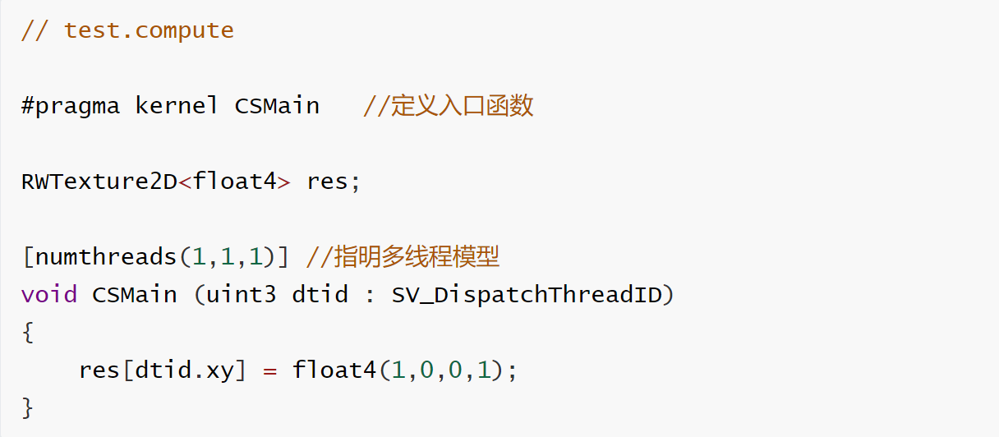 // test.compute
#pragma kernel CSMain   //定义入口函数
RWTexture2D<float4> res;
[numthreads(1,1,1)] //指明多线程模型
void CSMain (uint3 dtid : SV_DispatchThreadID)
{
    res[dtid.xy] = float4(1,0,0,1);
}